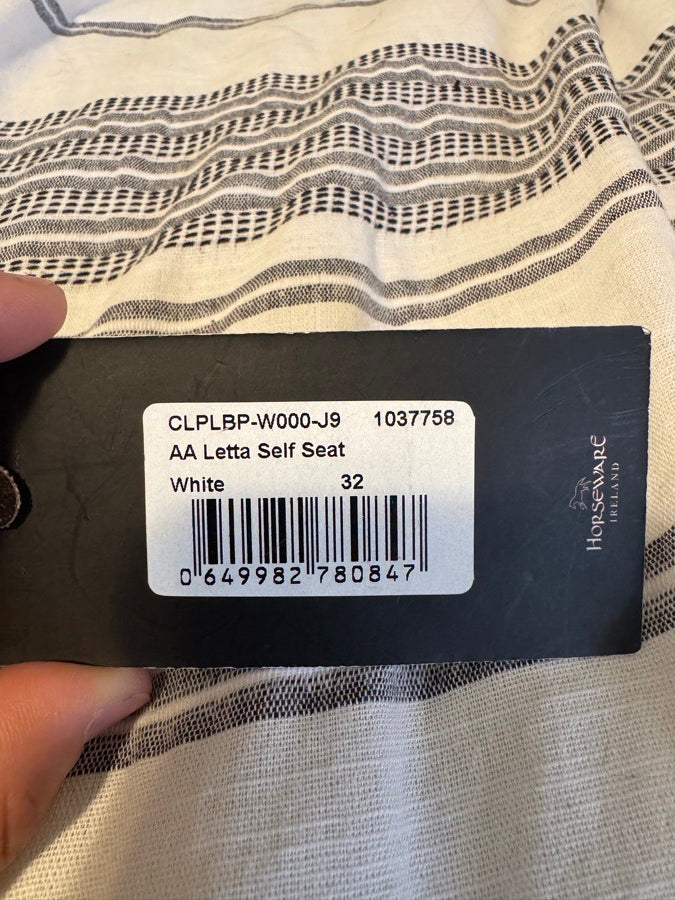 CLPLBP-W000-J9 1037758
AA Letta Self Seat
White 32
0 649982 780847
HORSEWARE
IRELAND